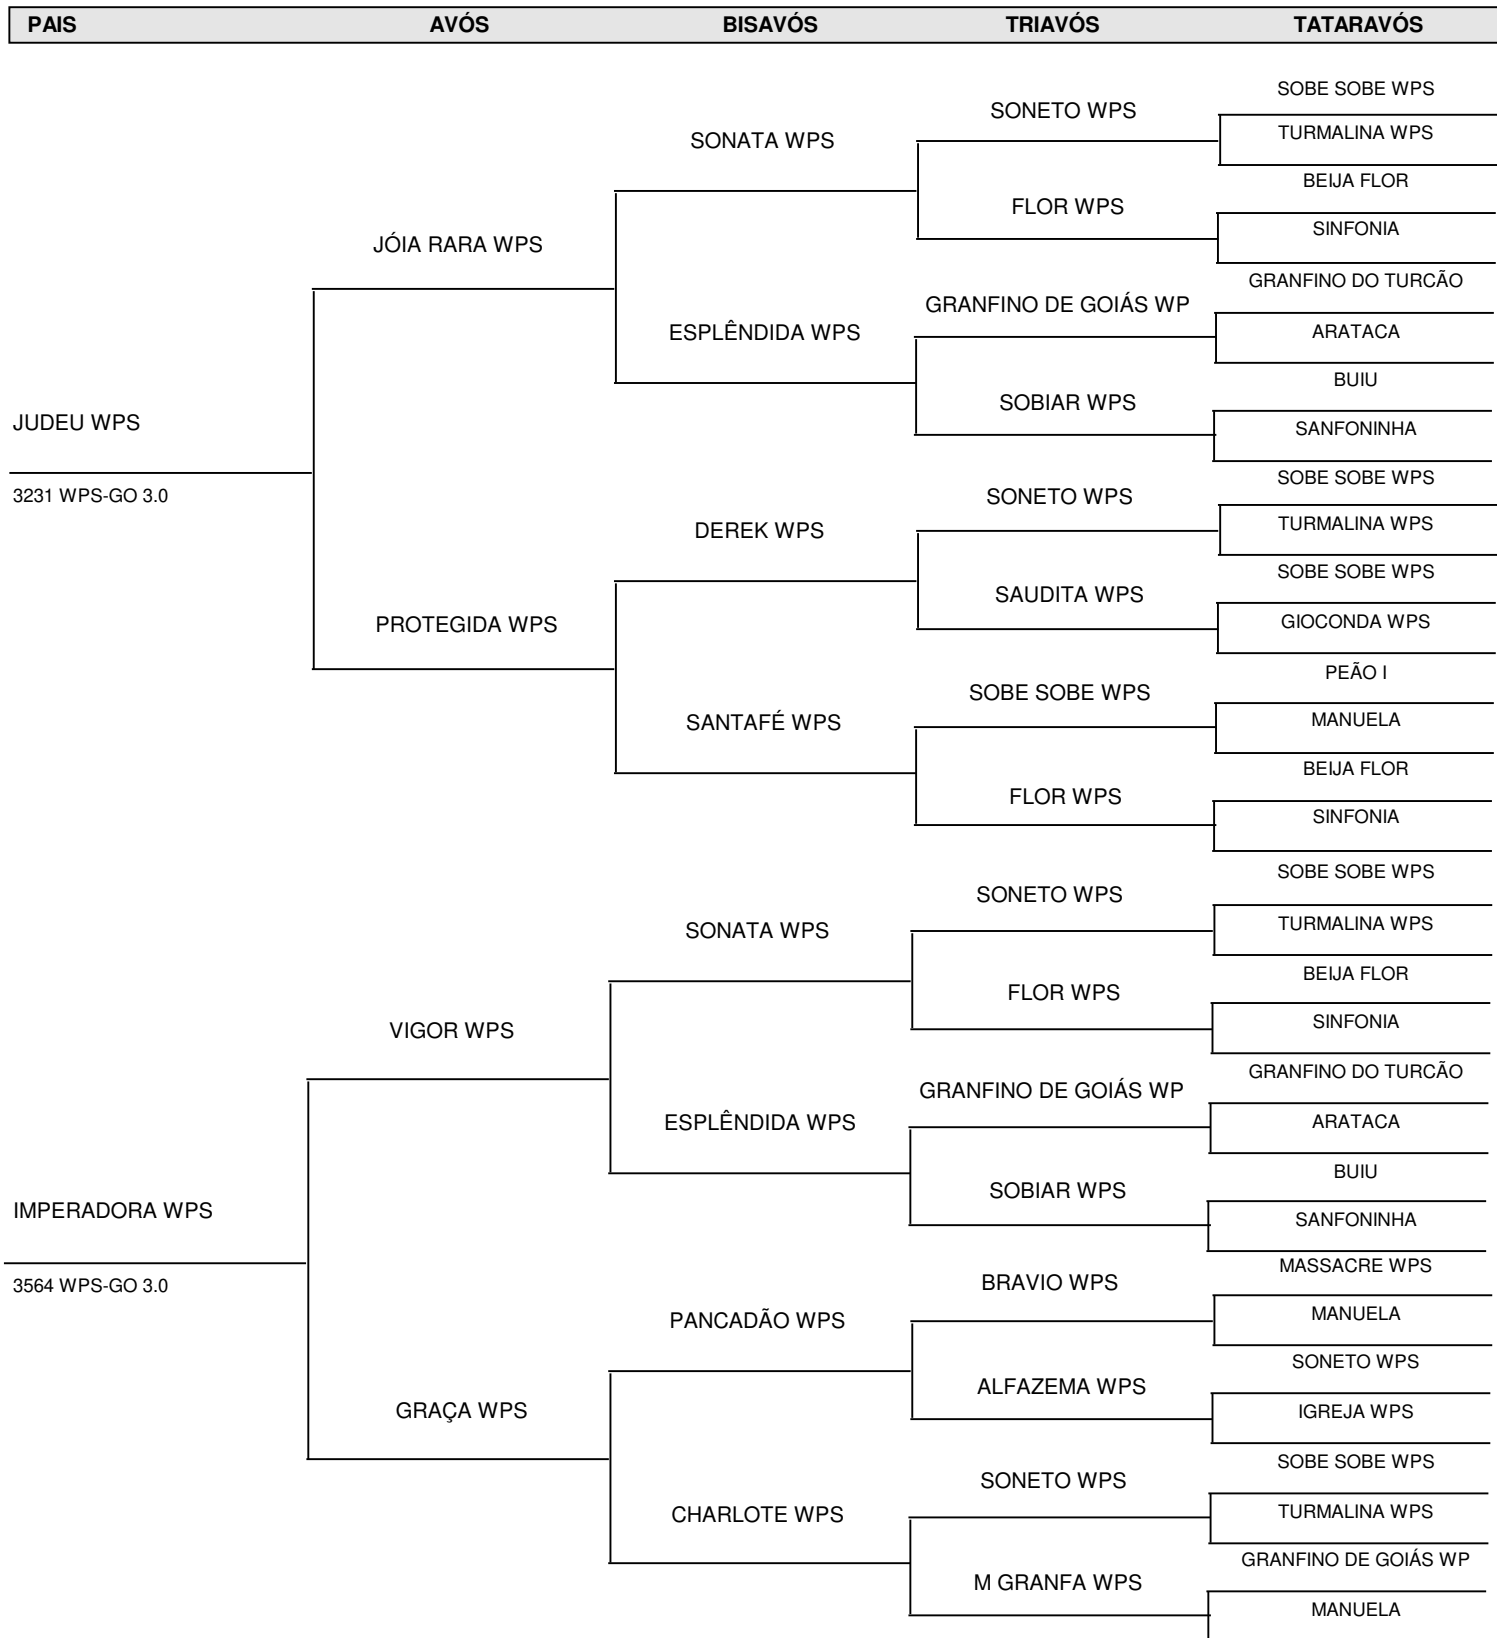 PAIS AVÓS BISAVÓS TRIAVÓS TATARAVÓS
SOBE SOBE WPS
SONETO WPS
TURMALINA WPS
SONATA WPS
BEIJA FLOR
FLOR WPS
SINFONIA
JÓIA RARA WPS
GRANFINO DO TURCÃO
GRANFINO DE GOIÁS WP
ARATACA
ESPLÊNDIDA WPS
BUIU
SOBIAR WPS
SANFONINHA
JUDEU WPS
3231 WPS-GO 3.0
SOBE SOBE WPS
SONETO WPS
TURMALINA WPS
DEREK WPS
SOBE SOBE WPS
SAUDITA WPS
GIOCONDA WPS
PROTEGIDA WPS
PEÃO I
SOBE SOBE WPS
MANUELA
SANTAFÉ WPS
BEIJA FLOR
FLOR WPS
SINFONIA
SOBE SOBE WPS
SONETO WPS
TURMALINA WPS
SONATA WPS
BEIJA FLOR
FLOR WPS
SINFONIA
VIGOR WPS
GRANFINO DO TURCÃO
GRANFINO DE GOIÁS WP
ARATACA
ESPLÊNDIDA WPS
BUIU
SOBIAR WPS
SANFONINHA
IMPERADORA WPS
3564 WPS-GO 3.0
MASSACRE WPS
BRAVIO WPS
MANUELA
PANCADÃO WPS
SONETO WPS
ALFAZEMA WPS
IGREJA WPS
GRAÇA WPS
SOBE SOBE WPS
SONETO WPS
TURMALINA WPS
CHARLOTE WPS
GRANFINO DE GOIÁS WP
M GRANFA WPS
MANUELA